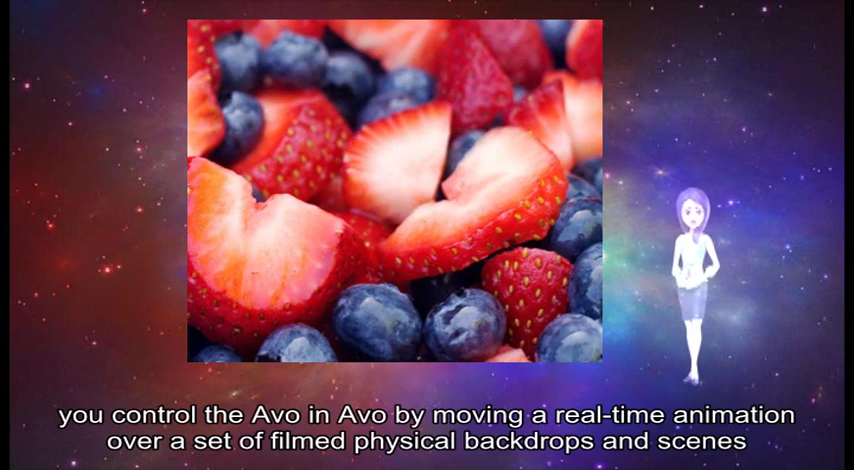 you control the Avo in Avo by moving a real-time animation
over a set of filmed physical backdrops and scenes